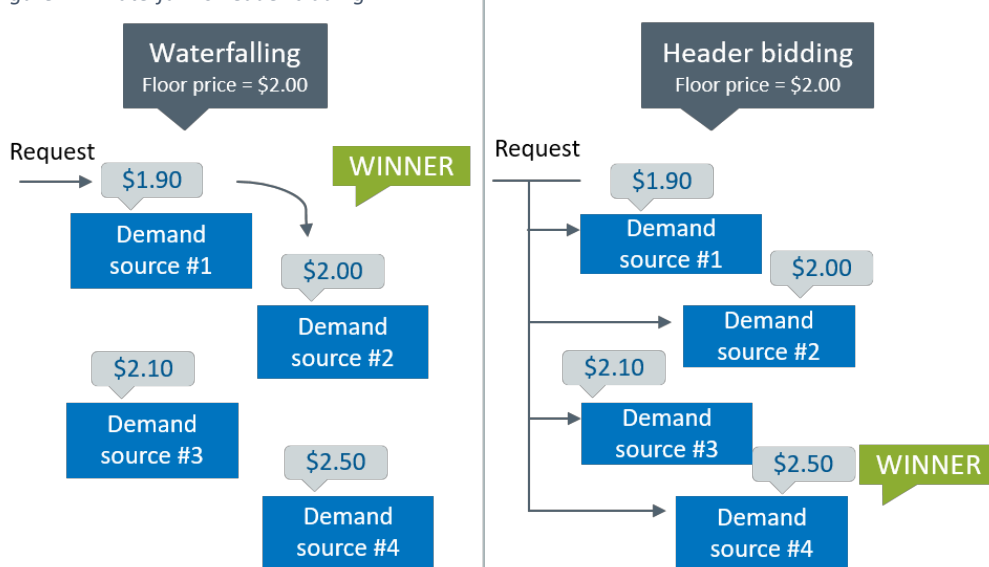 Waterfalling
Floor price = $2.00
Request
WINNER
$1.90
Demand
source #1
$2.00
Demand
source #2
$2.10
Demand
source #3
$2.50
Demand
source #4
Header bidding
Floor price = $2.00
Request
$1.90
Demand
source #1
$2.00
Demand
source #2
$2.10
Demand
source #3
$2.50
WINNER
Demand
source #4